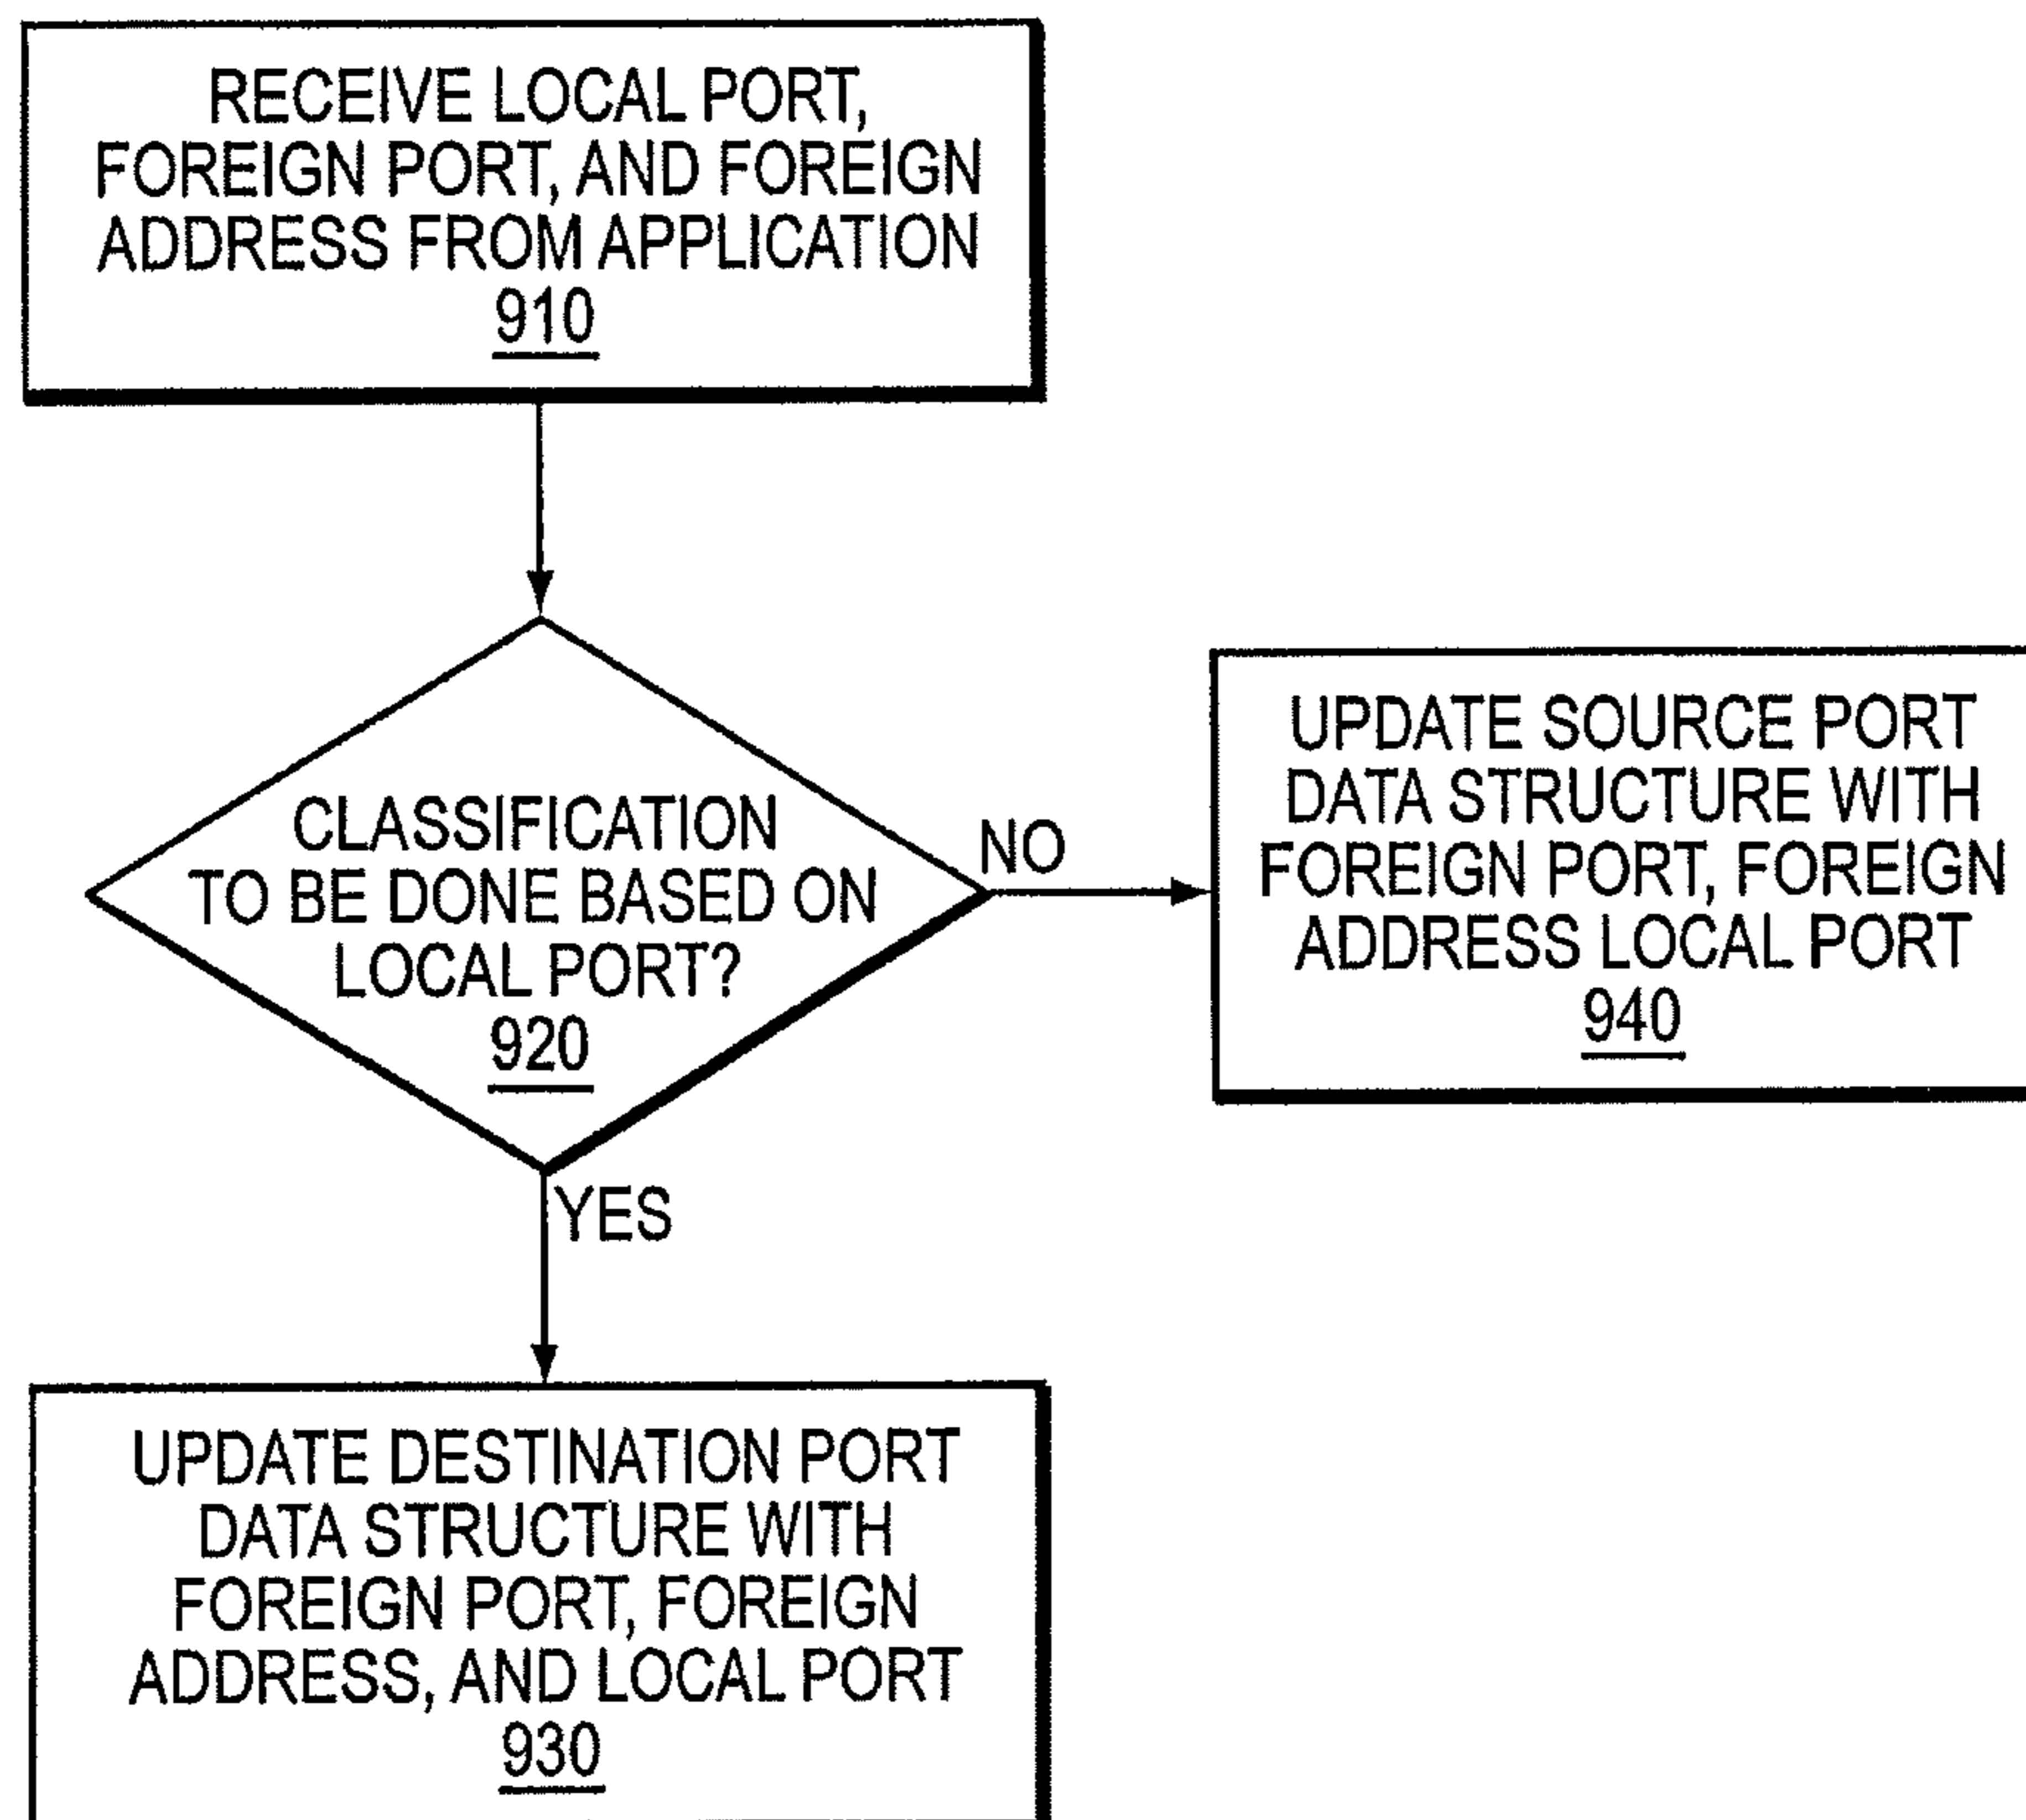 RECEIVE LOCAL PORT,
FOREIGN PORT, AND FOREIGN
ADDRESS FROM APPLICATION
910
CLASSIFICATION
TO BE DONE BASED ON
LOCAL PORT?
920
NO
UPDATE SOURCE PORT
DATA STRUCTURE WITH
FOREIGN PORT, FOREIGN
ADDRESS LOCAL PORT
940
YES
UPDATE DESTINATION PORT
DATA STRUCTURE WITH
FOREIGN PORT, FOREIGN
ADDRESS, AND LOCAL PORT
930